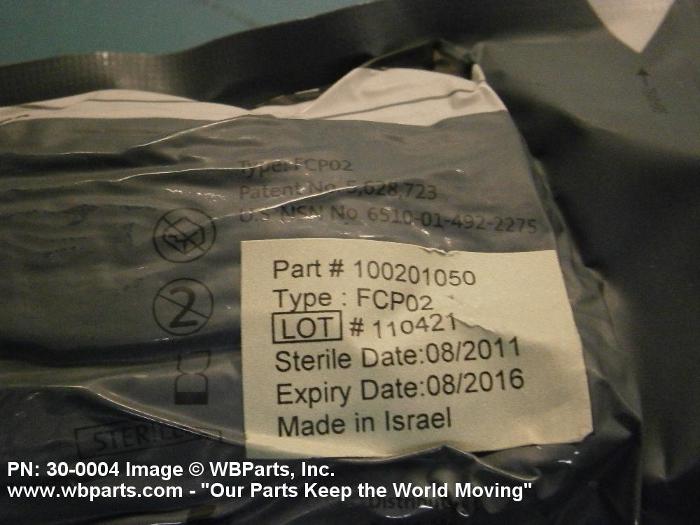 Type: FCP02
Patent No 5,628,723
U.S NSN No 6510-01-492-2275
2
Part # 100201050
Type : FCP02
LOT # 110421
Sterile Date:08/2011
Expiry Date:08/2016
Made in Israel
STERILE
PN: 30-0004 Image © WBParts, Inc.
www.wbparts.com - "Our Parts Keep the World Moving"